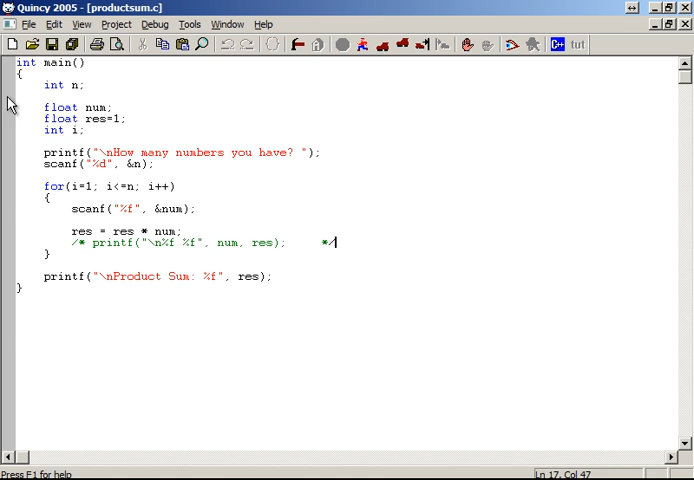 Quincy 2005 - [productsum.c]
File Edit View Project Debug Tools Window Help
C++ tut
int main()
{
int n;
float num;
float res=1;
int i;
printf("\nHow many numbers you have? ");
scanf("%d", &n);
for(i=1; i<=n; i++)
{
scanf("%f", &num);
res = res * num;
/* printf("\n%f %f", num, res); */
}
printf("\nProduct Sum: %f", res);
}
Press F1 for help
Ln 17, Col 47